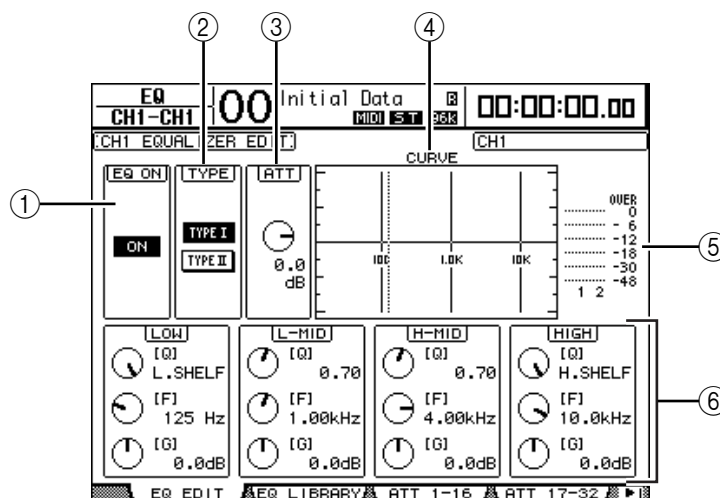 ② ③ ④
EQ
CH1-CH1
00 Initial Data R
MIDI ST 96K
00:00:00.00
CH1 EQUALIZER EDIT
CH1
① ⑤ ⑥
EQ ON
ON
TYPE
TYPE I
TYPE II
ATT
0.0
dB
CURVE
100 1.0K 10K
OVER
0
- 6
-12
-18
-30
-48
1 2
LOW
[Q]
L.SHELF
[F]
125 Hz
[G]
0.0dB
L-MID
[Q]
0.70
[F]
1.00kHz
[G]
0.0dB
H-MID
[Q]
0.70
[F]
4.00kHz
[G]
0.0dB
HIGH
[Q]
H.SHELF
[F]
10.0kHz
[G]
0.0dB
EQ EDIT EQ LIBRARY ATT 1-16 ATT 17-32